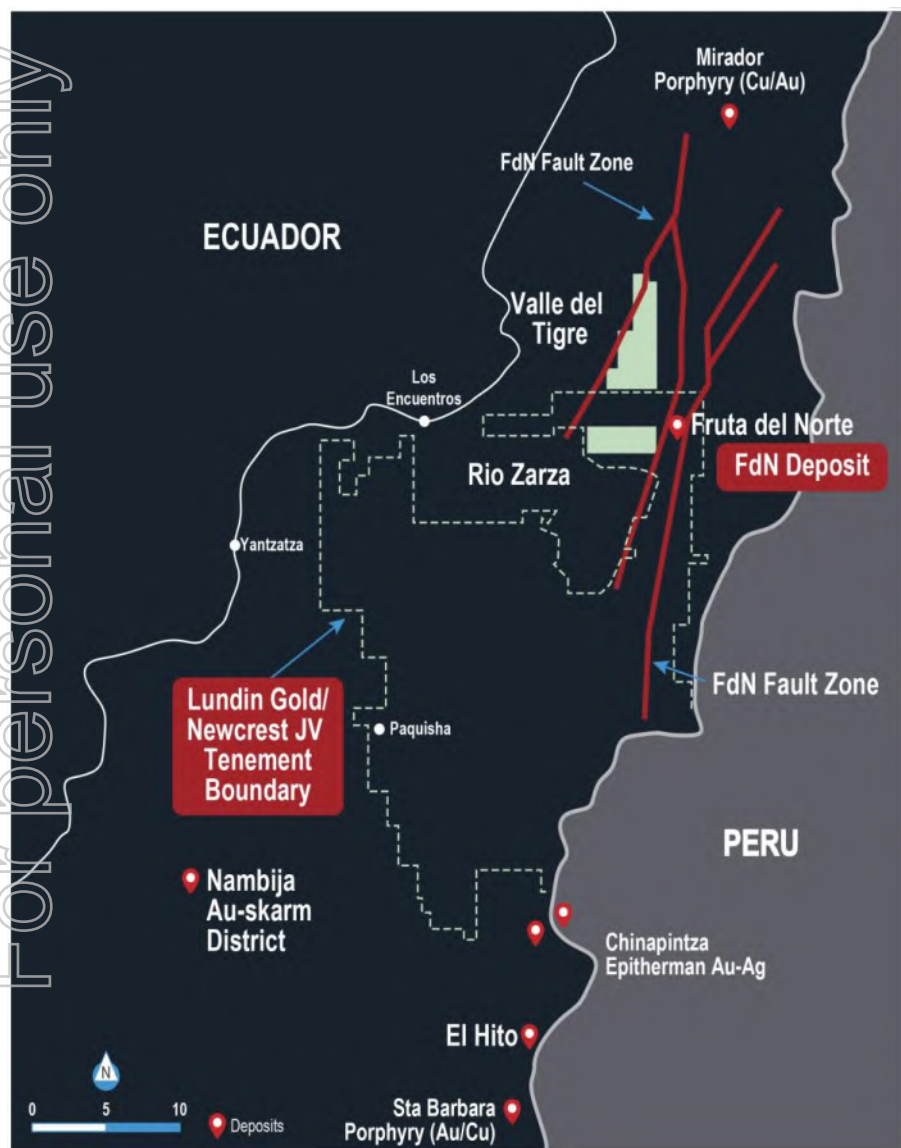 For personal use only
Mirador
Porphyry (Cu/Au)
FdN Fault Zone
ECUADOR
Valle del
Tigre
Los
Encuentros
Fruta del Norte
FdN Deposit
Rio Zarza
Yantzatza
Lundin Gold/
Newcrest JV
Tenement
Boundary
FdN Fault Zone
Paquisha
PERU
Nambija
Au-skarm
District
Chinapintza
Epitherman Au-Ag
El Hito
N
0 5 10
Deposits
Sta Barbara
Porphyry (Au/Cu)